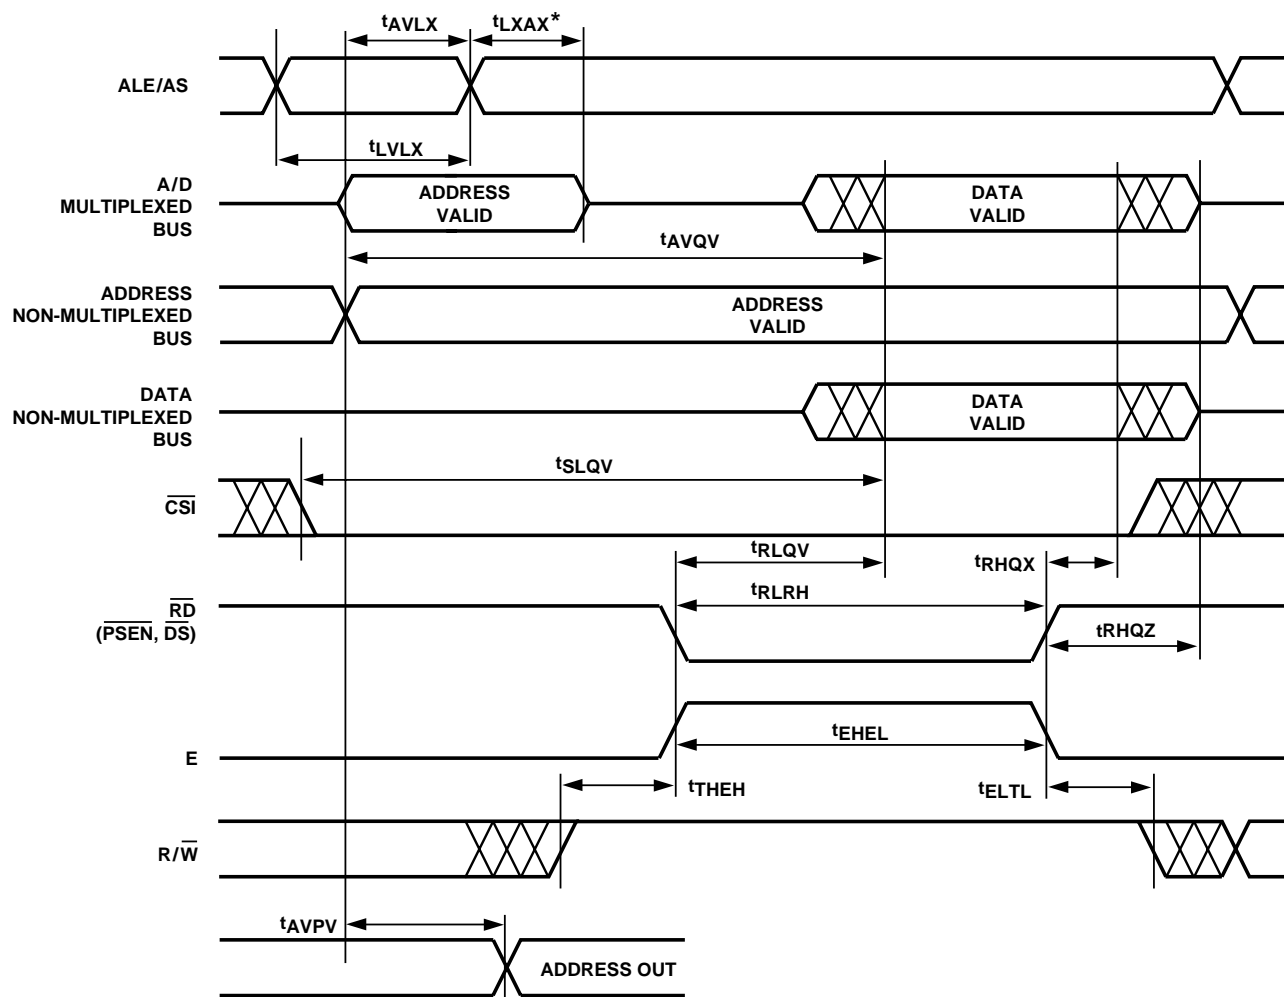 tAVLX
tLXAX*
ALE/AS
tLVLX
A/D
MULTIPLEXED
BUS
ADDRESS
VALID
DATA
VALID
tAVQV
ADDRESS
NON-MULTIPLEXED
BUS
ADDRESS
VALID
DATA
NON-MULTIPLEXED
BUS
DATA
VALID
tSLQV
CSI
tRLQV
tRHQX
tRLRH
RD
(PSEN, DS)
tRHQZ
tEHEL
E
tTHEH
tELTL
R/W
tAVPV
ADDRESS OUT